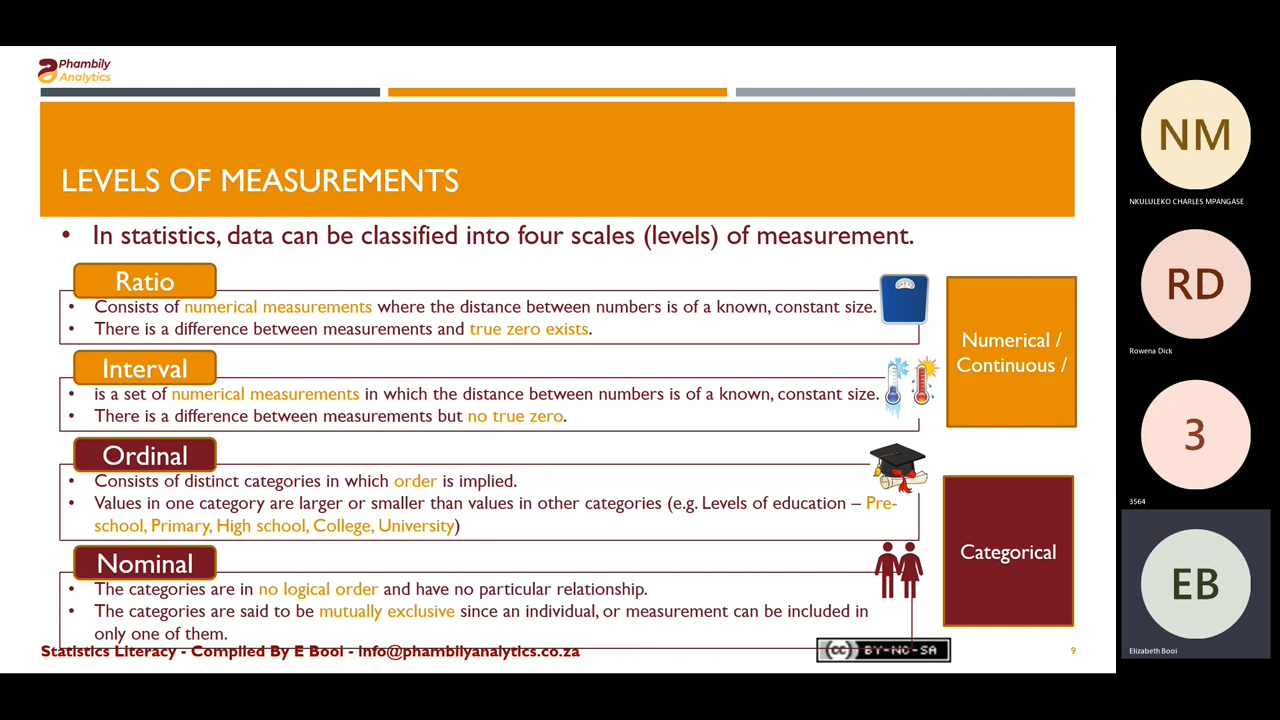 Phambily
Analytics
LEVELS OF MEASUREMENTS
• In statistics, data can be classified into four scales (levels) of measurement.
Ratio
• Consists of numerical measurements where the distance between numbers is of a known, constant size.
• There is a difference between measurements and true zero exists.
Interval
• is a set of numerical measurements in which the distance between numbers is of a known, constant size.
• There is a difference between measurements but no true zero.
Numerical /
Continuous /
Ordinal
• Consists of distinct categories in which order is implied.
• Values in one category are larger or smaller than values in other categories (e.g. Levels of education – Pre-
school, Primary, High school, College, University)
Nominal
• The categories are in no logical order and have no particular relationship.
• The categories are said to be mutually exclusive since an individual, or measurement can be included in
only one of them.
Categorical
Statistics Literacy - Compiled By E Booi - info@phambilyanalytics.co.za
cc BY-NO-SA
9
NM
NKULULEKO CHARLES MPANGASE
RD
Rowena Dick
3
3564
EB
Elizabeth Booi